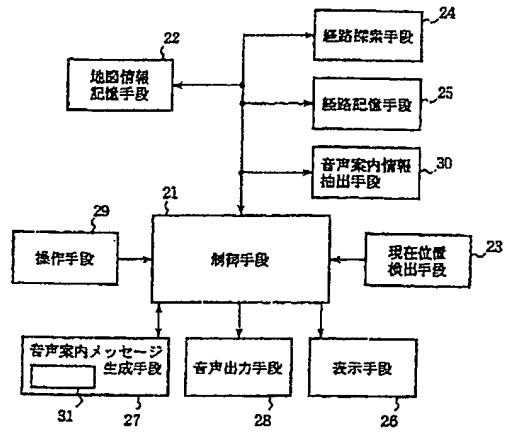 24
経路探索手段
22
地図情報
記憶手段
25
経路記憶手段
30
音声案内情報
抽出手段
21
29
制御手段
操作手段
現在位置
検出手段
23
音声案内メッセージ
生成手段
音声出力手段
表示手段
31
27
28
26